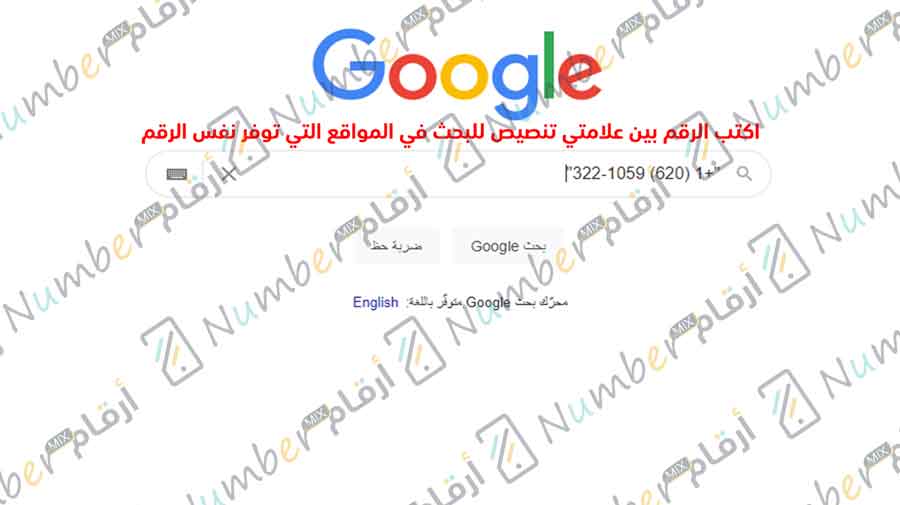 Google
اكتب الرقم بين علامتي تنصيص للبحث في المواقع التي توفر نفس الرقم
"+1 (620) 322-1059"
بحث Google ضربة حظ
محرّك بحث Google متوفّر باللغة: English
Number أرقام MIX